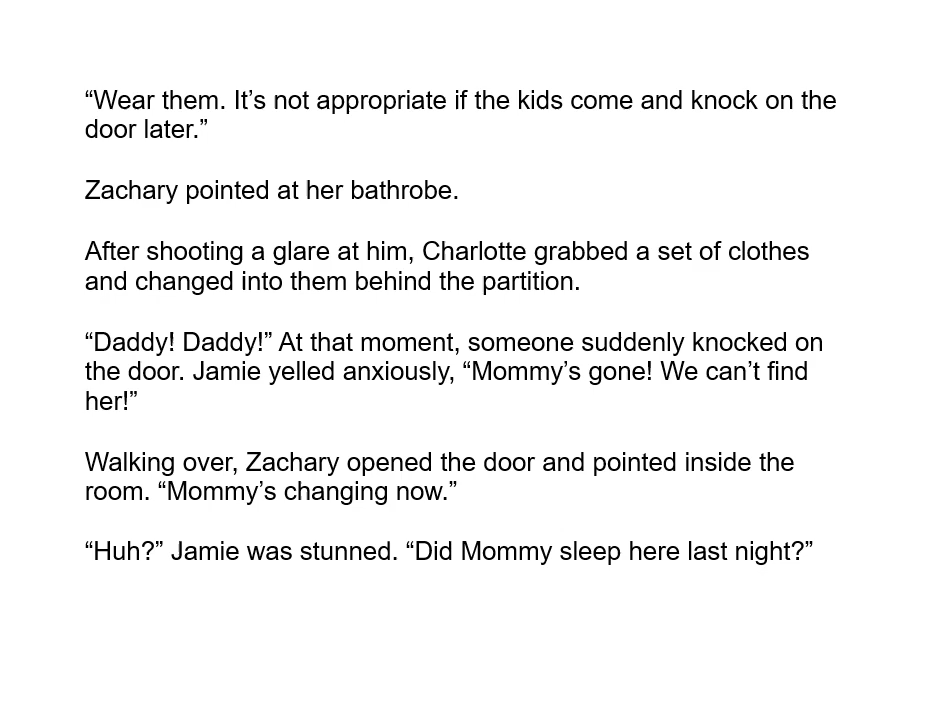 “Wear them. It’s not appropriate if the kids come and knock on the
door later.”
Zachary pointed at her bathrobe.
After shooting a glare at him, Charlotte grabbed a set of clothes
and changed into them behind the partition.
“Daddy! Daddy!” At that moment, someone suddenly knocked on
the door. Jamie yelled anxiously, “Mommy’s gone! We can’t find
her!”
Walking over, Zachary opened the door and pointed inside the
room. “Mommy’s changing now.”
“Huh?” Jamie was stunned. “Did Mommy sleep here last night?”